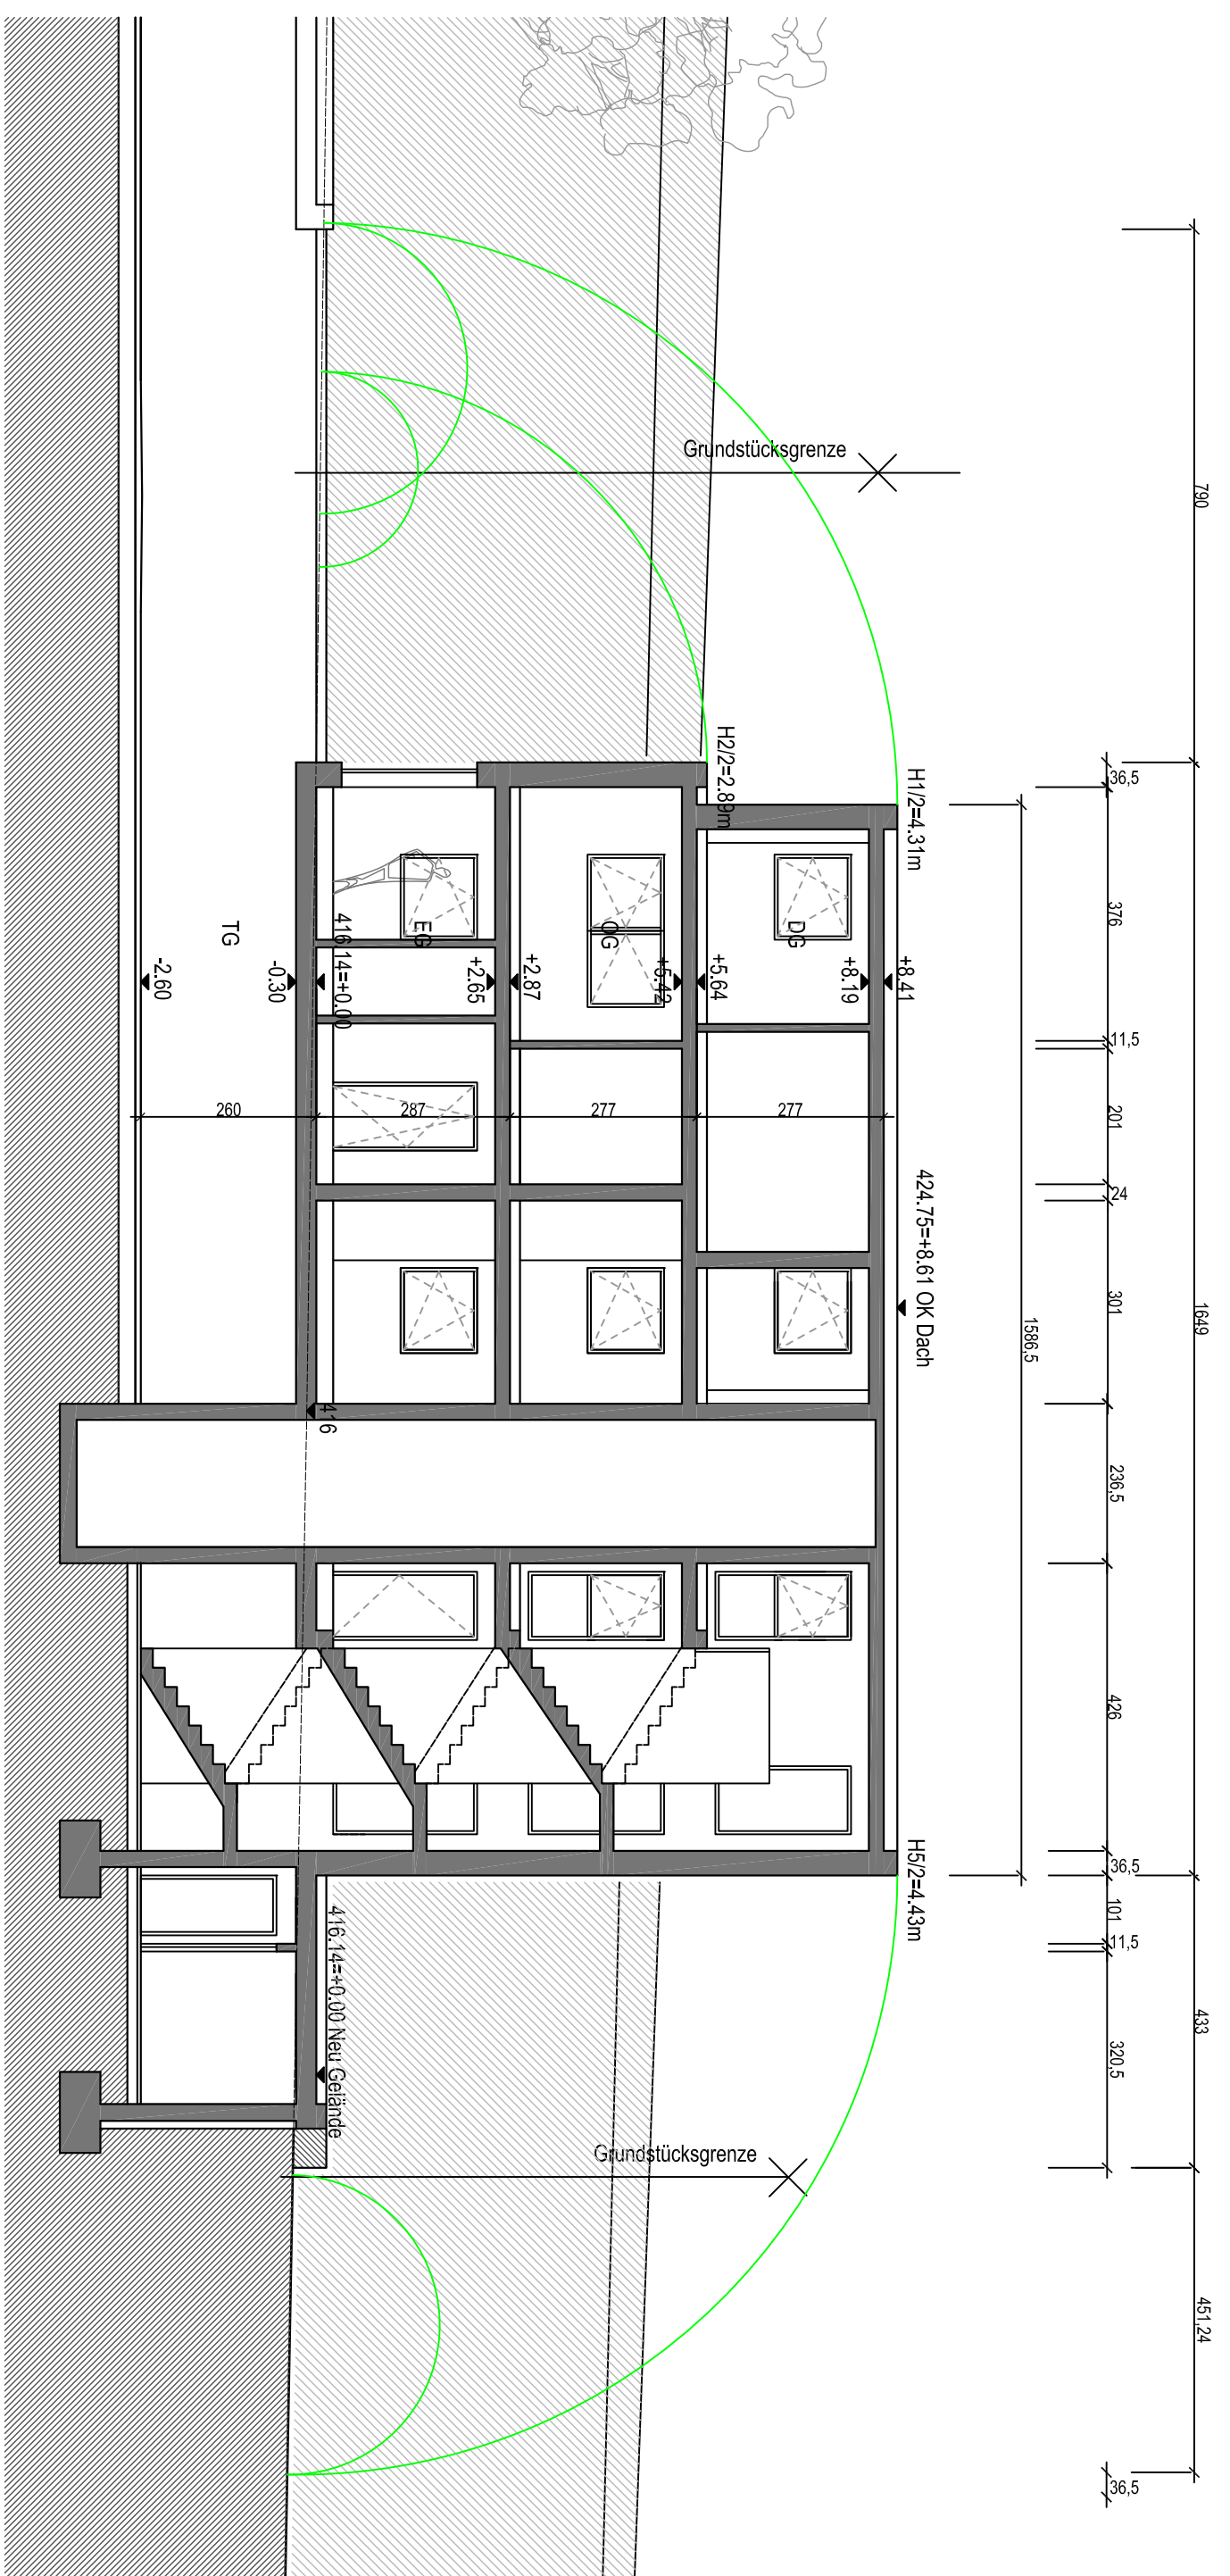 790
1649
433
451,24
36,5
376
11,5
201
24
301
236,5
426
36,5
101
11,5
320,5
36,5
1586,5
H1/2=4.31m
424.75=+8.61 OK Dach
H5/2=4.43m
Grundstücksgrenze
H2/2=2.89m
DG
+8.41
+8.19
277
+5.64
+5.42
OG
277
+2.87
+2.65
EG
287
416.14=+0.00
416
416.14=+0.00 Neu Gelände
Grundstücksgrenze
-0.30
TG
260
-2.60